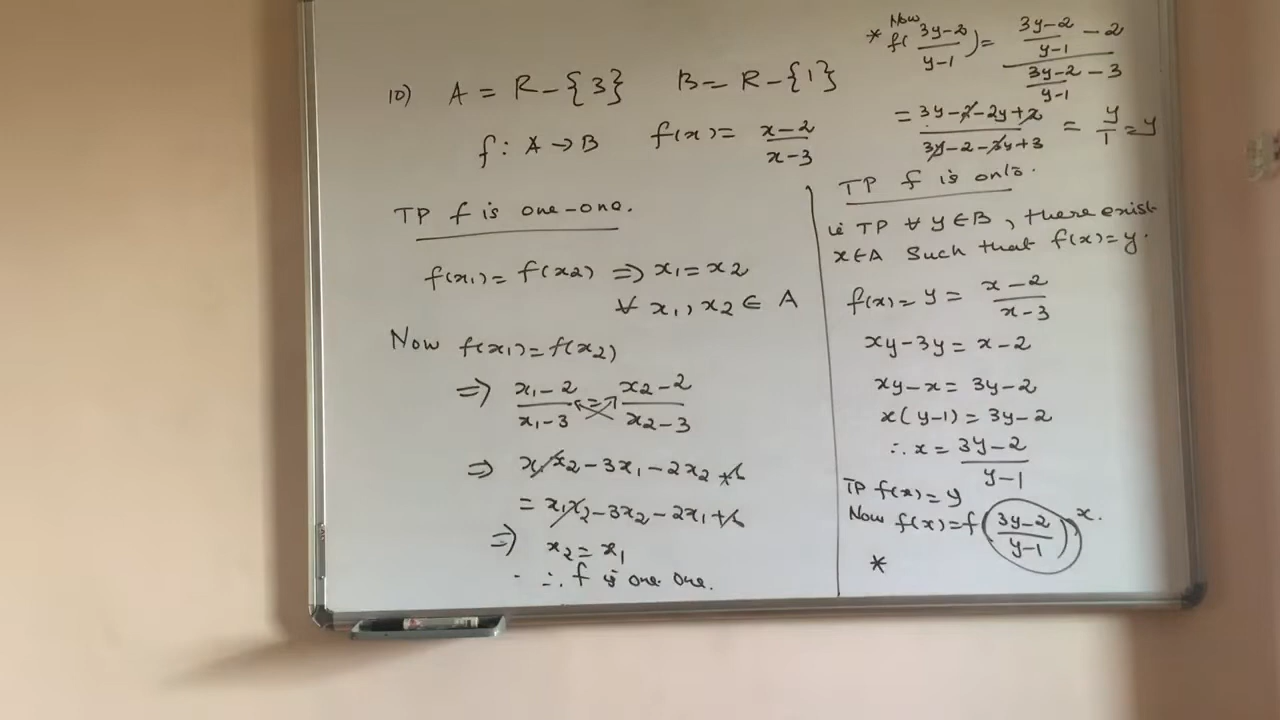 10) A = R-{3} B = R-{1}
f : A → B f(x) = (x-2)/(x-3)
TP f is one-one.
f(x₁) = f(x₂) ⇒ x₁ = x₂
∀ x₁, x₂ ∈ A
Now f(x₁) = f(x₂)
⇒ (x₁-2)/(x₁-3) = (x₂-2)/(x₂-3)
⇒ x₁x₂ - 3x₁ - 2x₂ + 6
= x₁x₂ - 3x₂ - 2x₁ + 6
⇒ x₂ = x₁
∴ f is one one.
* Now f((3y-2)/(y-1)) = ((3y-2)/(y-1) - 2)/((3y-2)/(y-1) - 3)
= (3y-2-2y+2)/(3y-2-3y+3) = y/1 = y
TP f is onto.
ie TP ∀ y ∈ B, there exist
x ∈ A Such that f(x) = y.
f(x) = y = (x-2)/(x-3)
xy-3y = x-2
xy-x = 3y-2
x(y-1) = 3y-2
∴ x = (3y-2)/(y-1)
TP f(x) = y
Now f(x) = f((3y-2)/(y-1)) x.
*